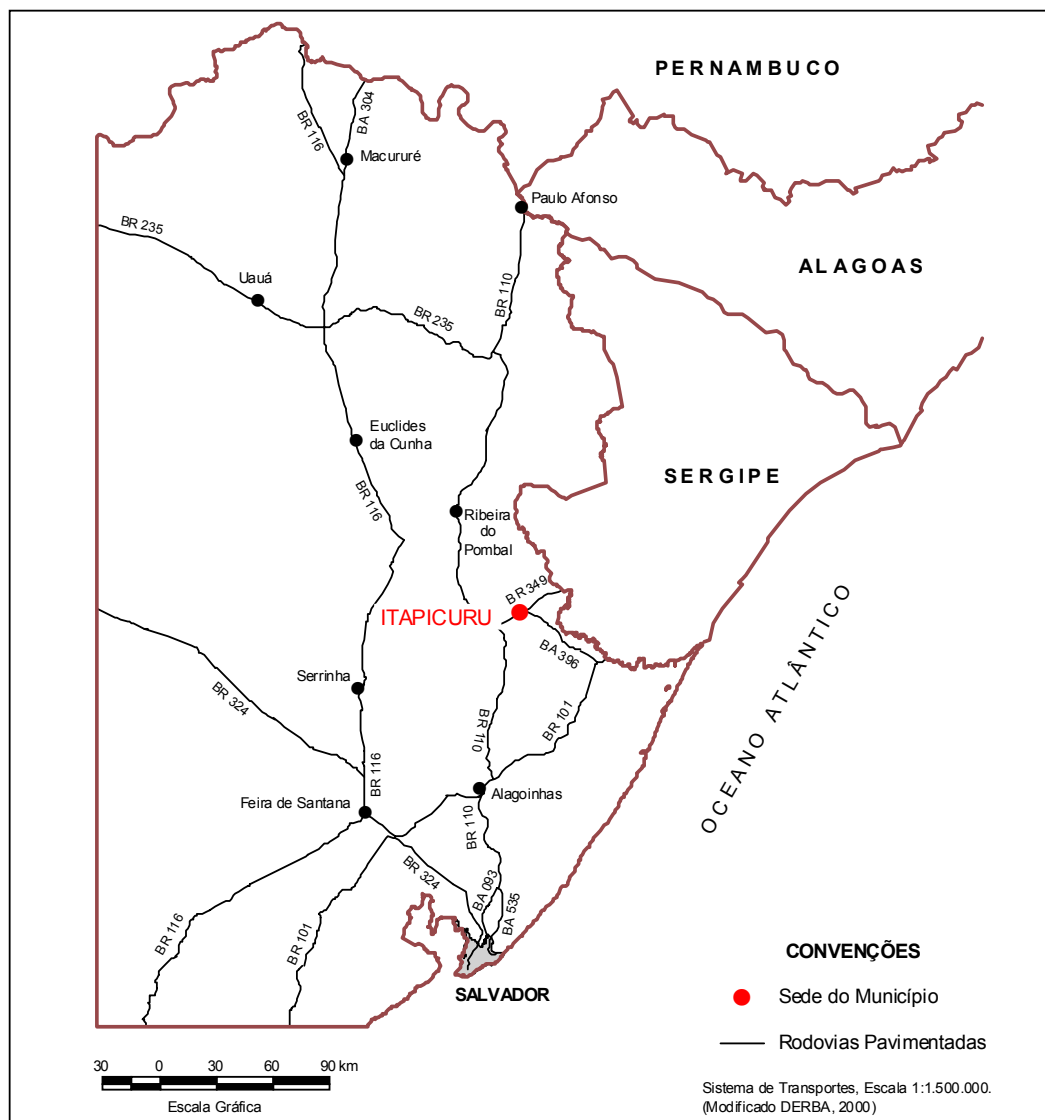 PERNAMBUCO
BR 116
BA 304
Macururé
Paulo Afonso
BR 235
ALAGOAS
Uauá
BR 110
BR 235
Euclides
da Cunha
SERGIPE
BR 116
Ribeira
do
Pombal
BR 349
ITAPICURU
BA 396
OCEANO ATLÂNTICO
Serrinha
BR 324
BR 110
BR 101
BR 116
Feira de Santana
Alagoinhas
BR 110
BR 324
BA 093
BA 535
BR 116
BR 101
SALVADOR
CONVENÇÕES
Sede do Município
Rodovias Pavimentadas
30 0 30 60 90 km
Escala Gráfica
Sistema de Transportes, Escala 1:1.500.000.
(Modificado DERBA, 2000)